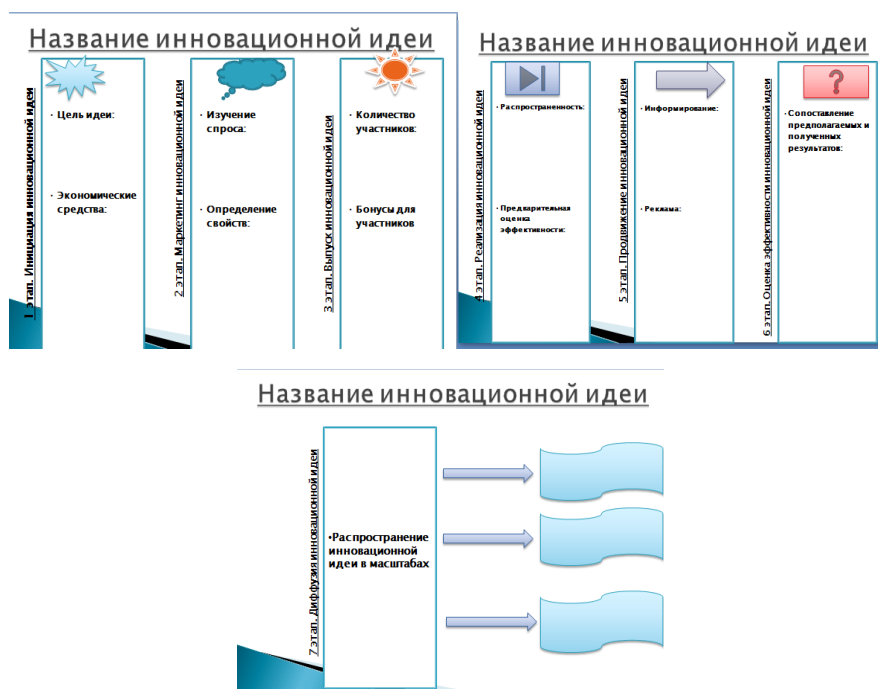 Название инновационной идеи
1 этап. Инициация инновационной идеи
· Цель идеи:
· Экономические
средства:
2 этап. Маркетинг инновационной идеи
· Изучение
спроса:
· Определение
свойств:
3 этап. Выпуск инновационной идеи
· Количество
участников:
· Бонусы для
участников
Название инновационной идеи
4 этап. Реализация инновационной идеи
· Распространенность:
· Предварительная
оценка
эффективности:
5 этап. Продвижение инновационной идеи
· Информирование:
· Реклама:
6 этап. Оценка эффективности инновационной идеи
?
· Сопоставление
предполагаемых и
полученных
результатов:
Название инновационной идеи
7 этап. Диффузия инновационной идеи
•Распространение
инновационной
идеи в масштабах